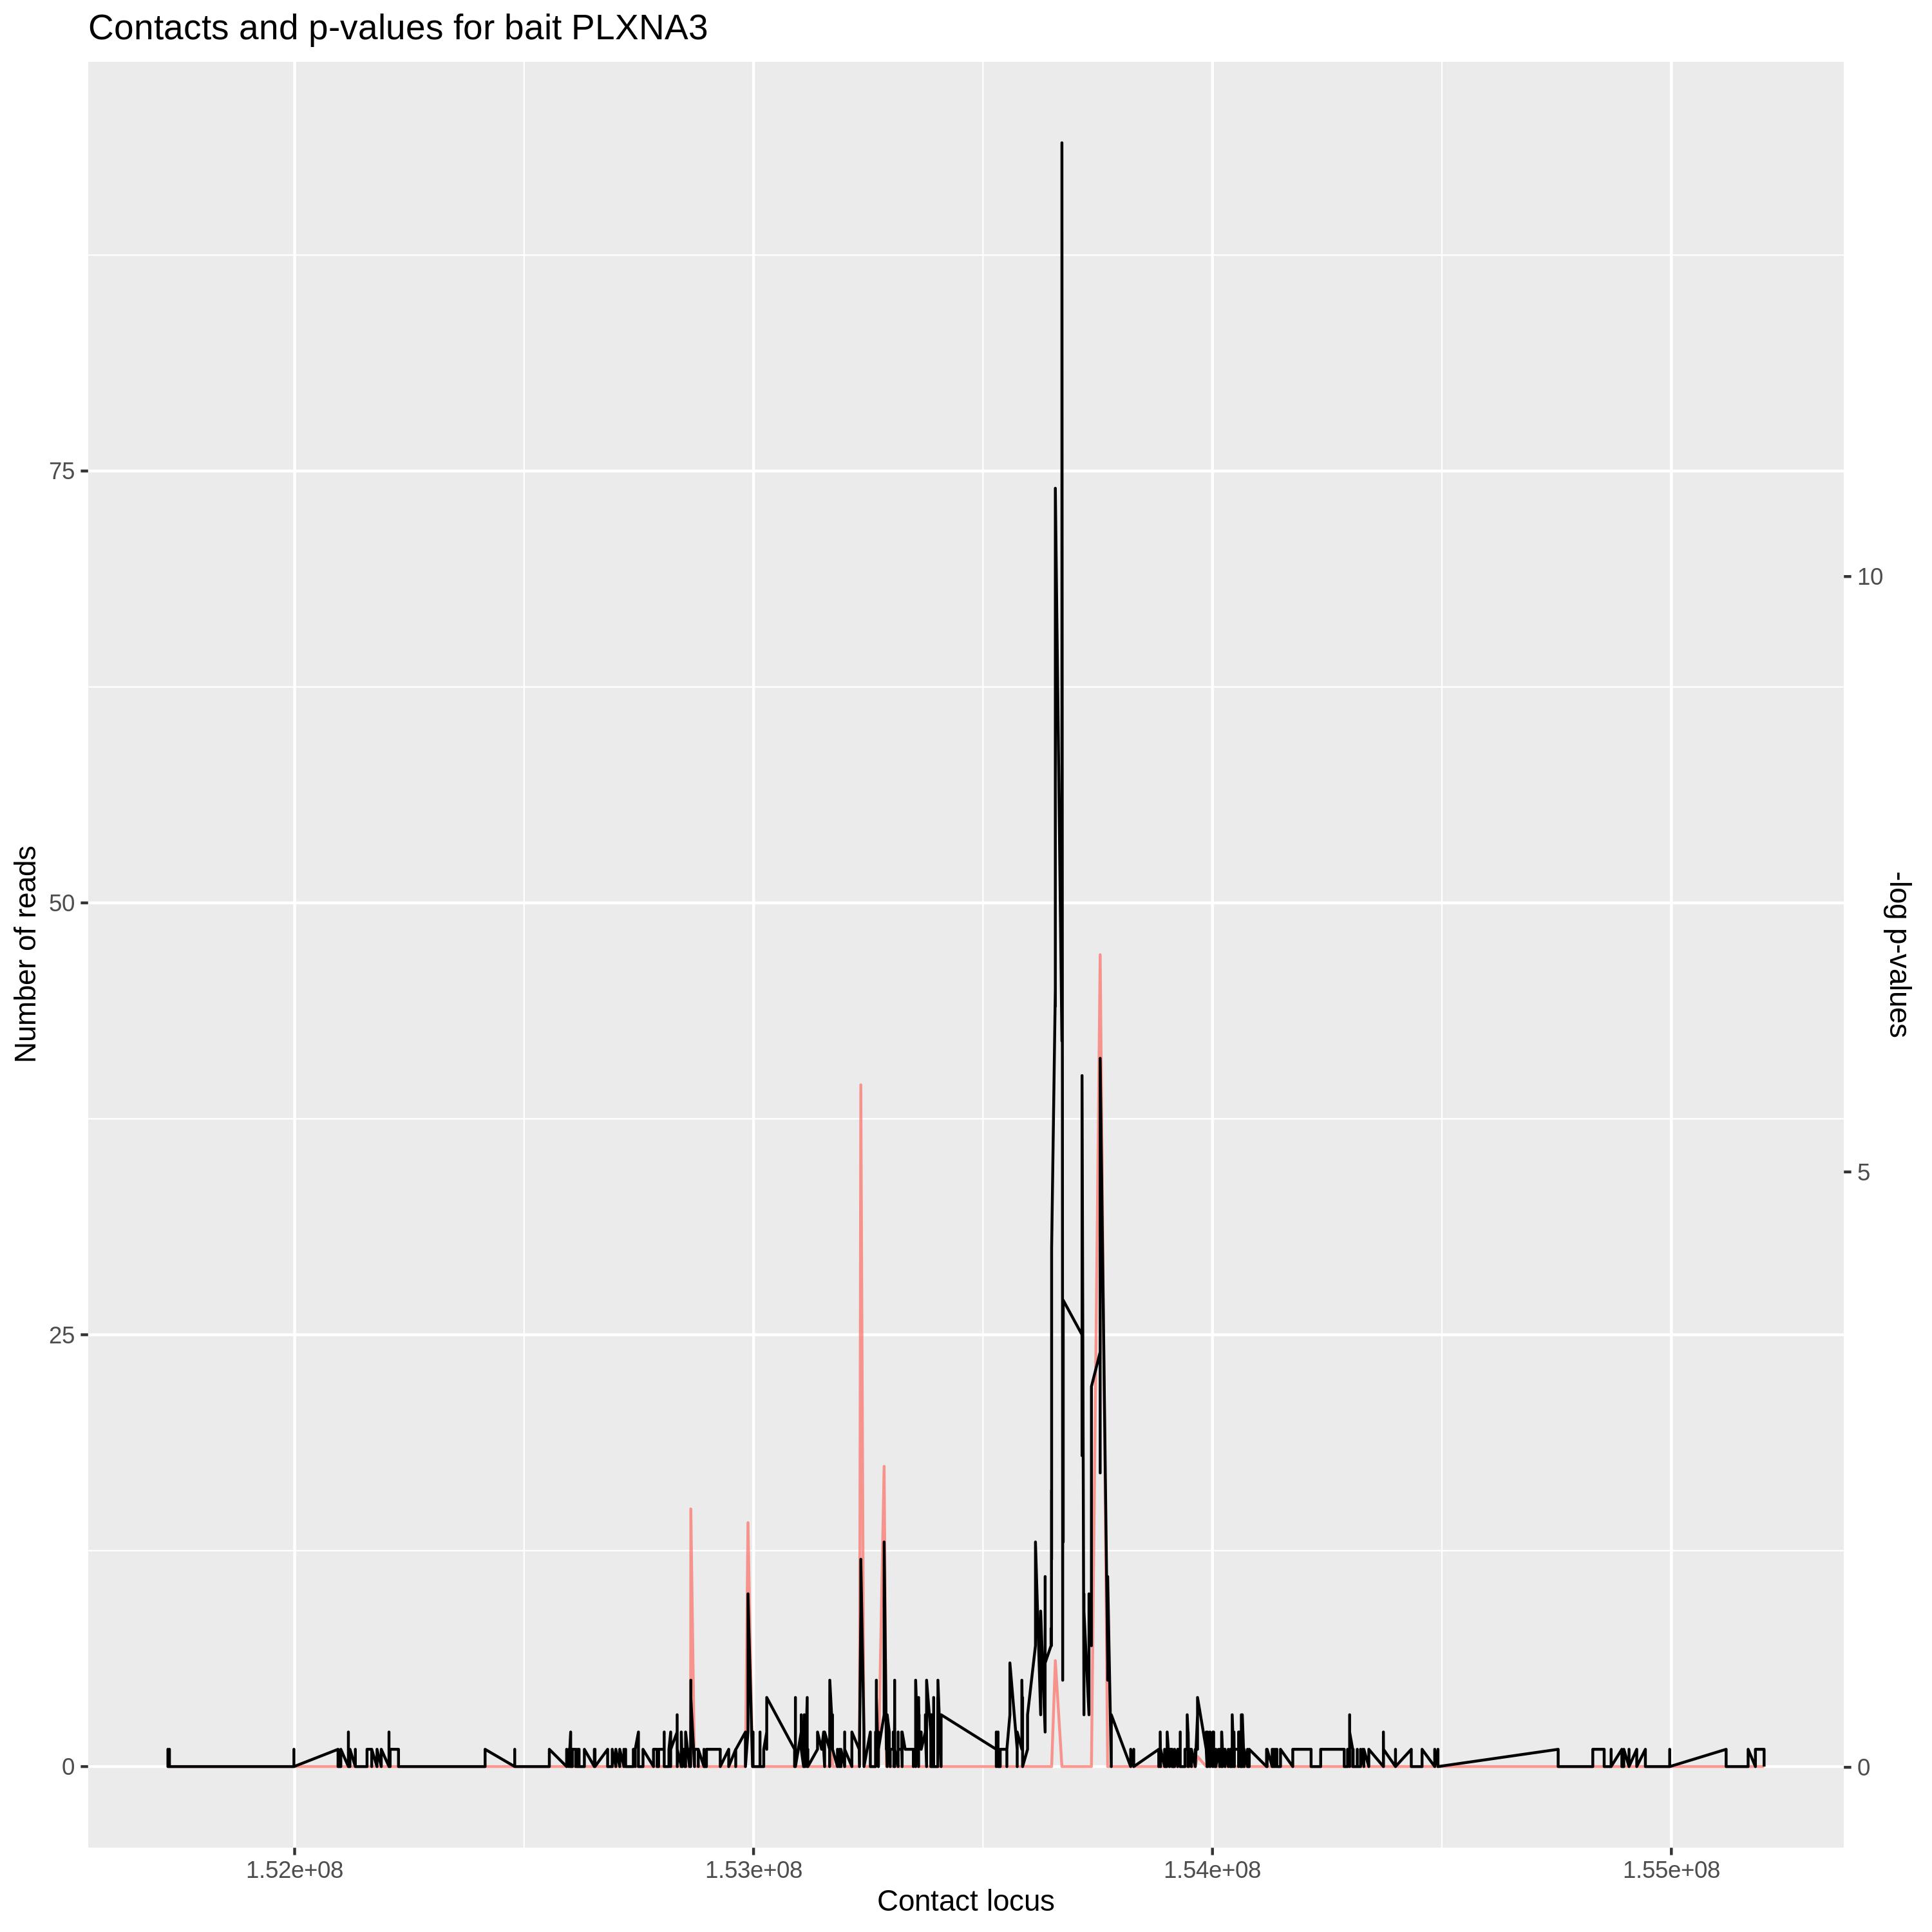 Contacts and p-values for bait PLXNA3
75
50
25
0
Number of reads
10
5
0
-log p-values
1.52e+08 1.53e+08 1.54e+08 1.55e+08
Contact locus